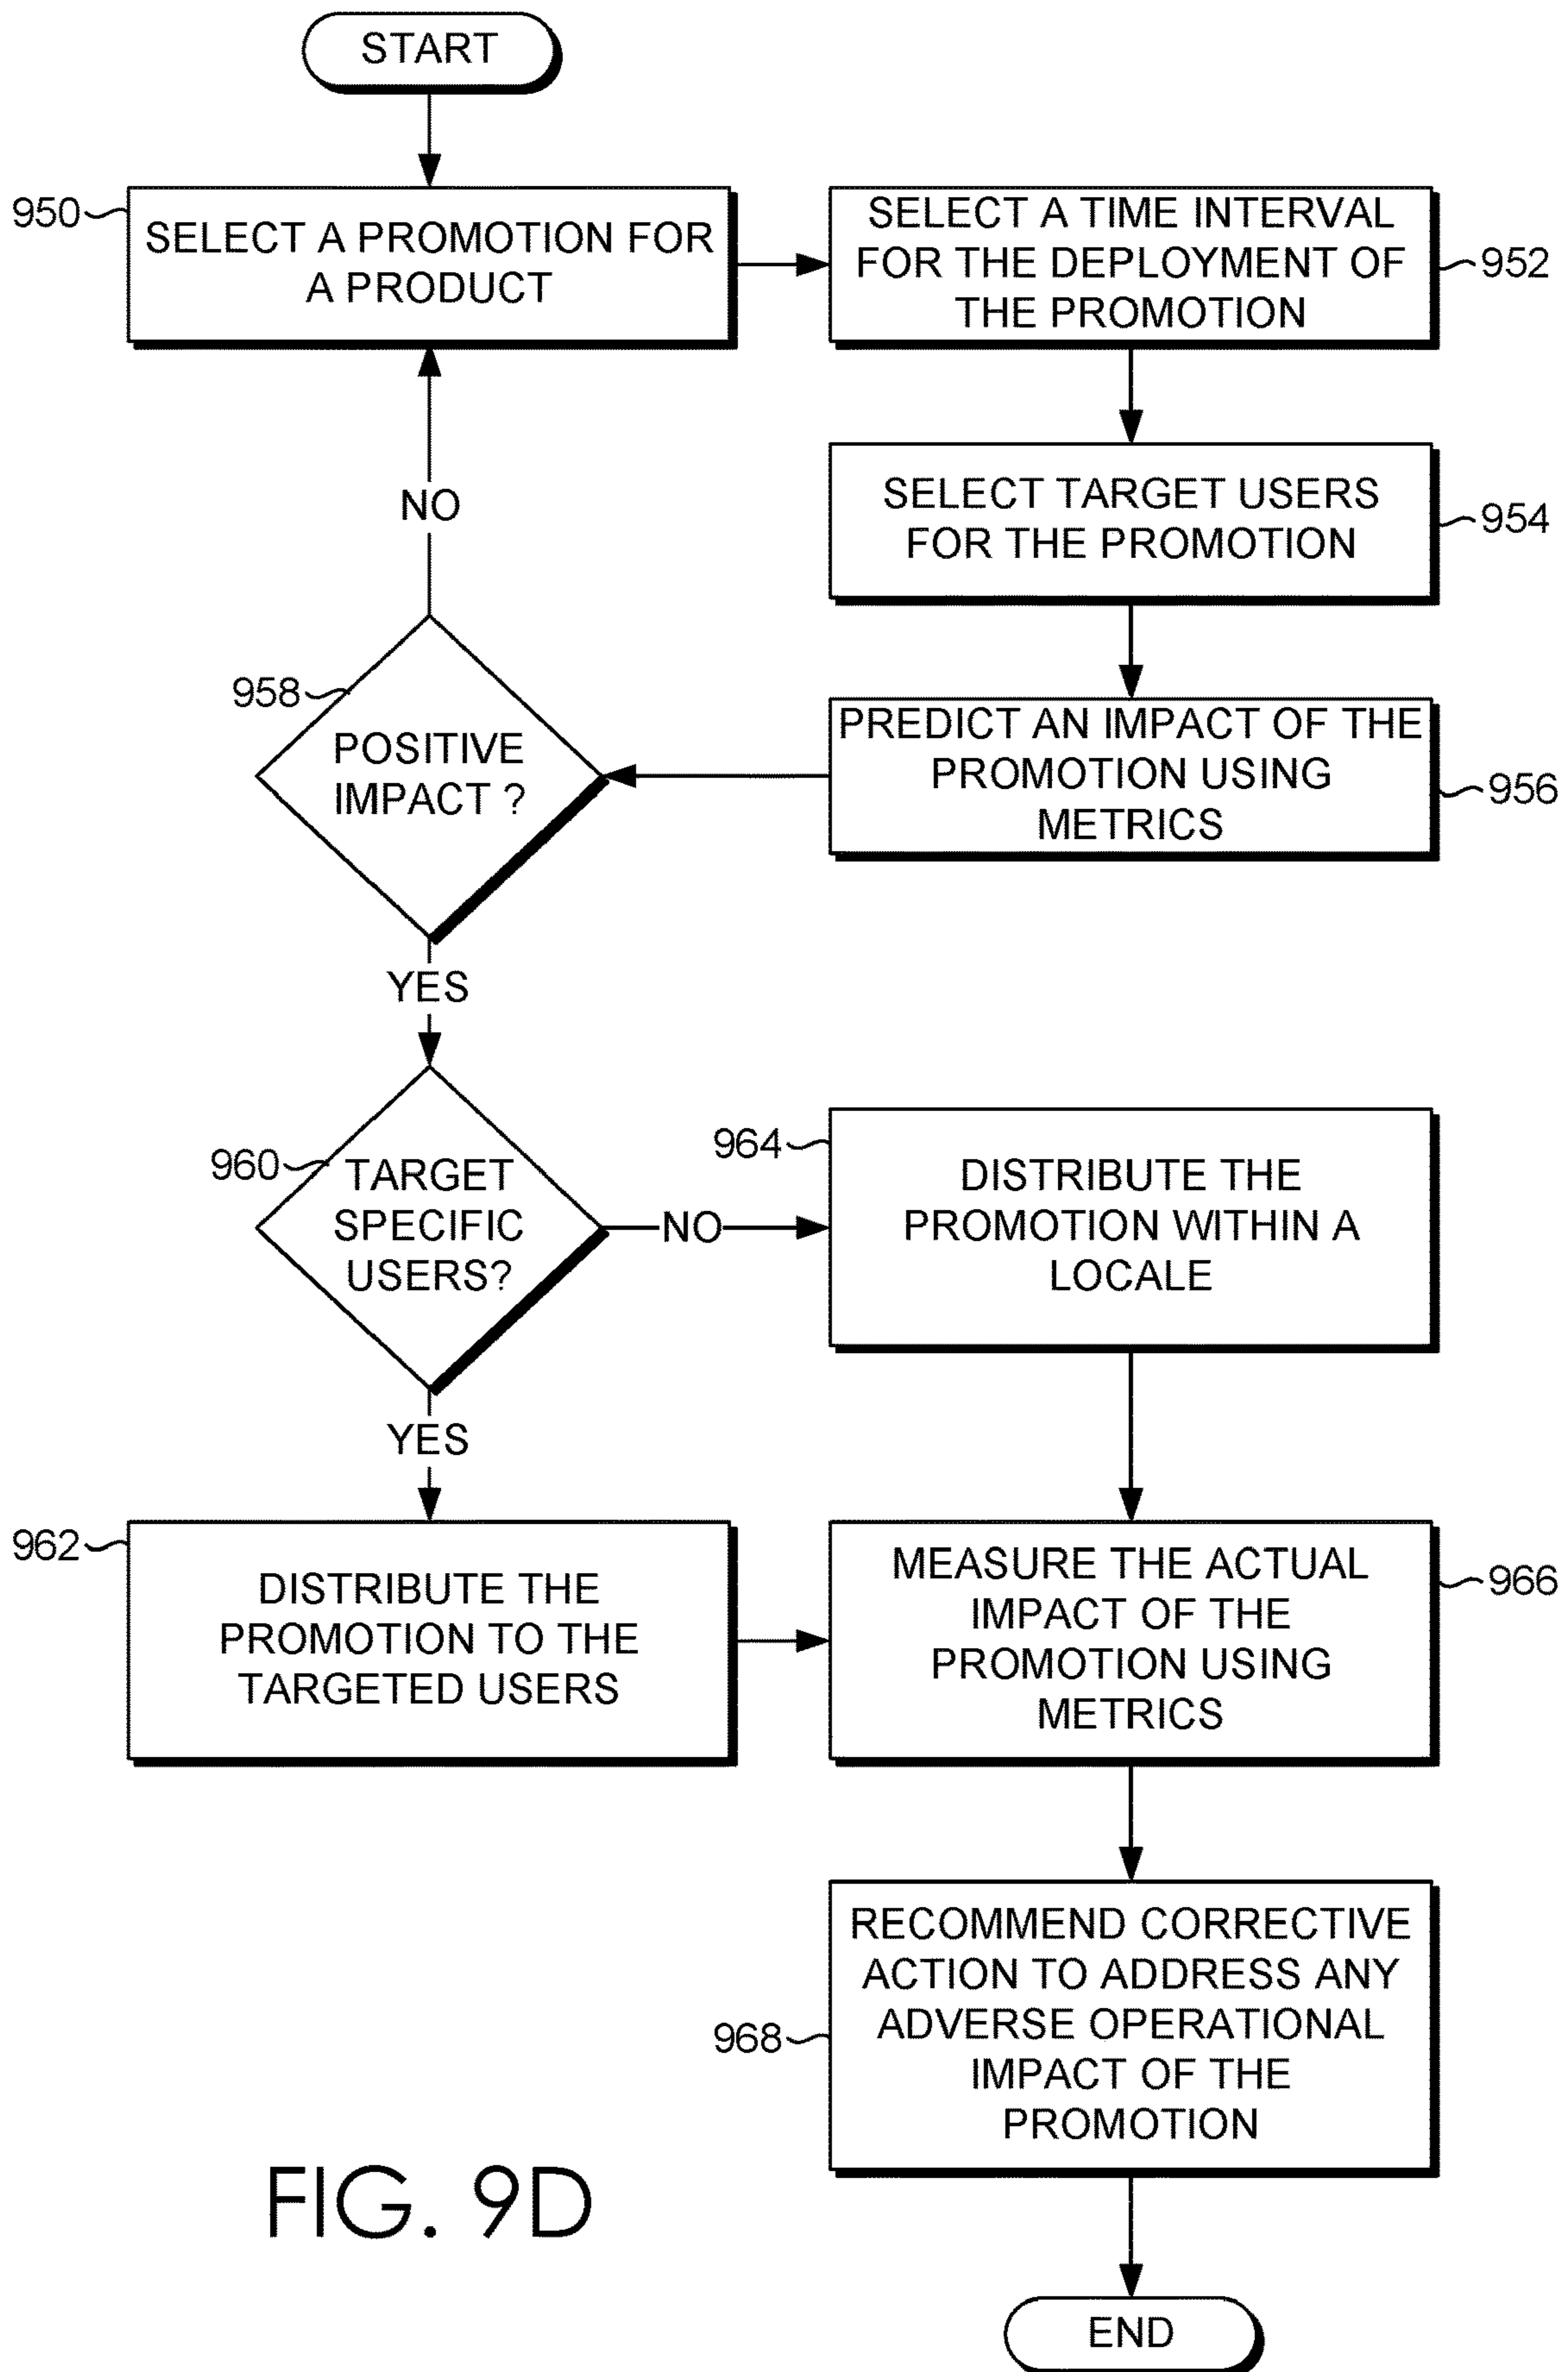 START
950
SELECT A PROMOTION FOR
A PRODUCT
SELECT A TIME INTERVAL
FOR THE DEPLOYMENT OF
THE PROMOTION
952
SELECT TARGET USERS
FOR THE PROMOTION
954
PREDICT AN IMPACT OF THE
PROMOTION USING
METRICS
956
958
POSITIVE
IMPACT ?
NO
YES
960
TARGET
SPECIFIC
USERS?
NO
964
DISTRIBUTE THE
PROMOTION WITHIN A
LOCALE
YES
962
DISTRIBUTE THE
PROMOTION TO THE
TARGETED USERS
MEASURE THE ACTUAL
IMPACT OF THE
PROMOTION USING
METRICS
966
968
RECOMMEND CORRECTIVE
ACTION TO ADDRESS ANY
ADVERSE OPERATIONAL
IMPACT OF THE
PROMOTION
END
FIG. 9D